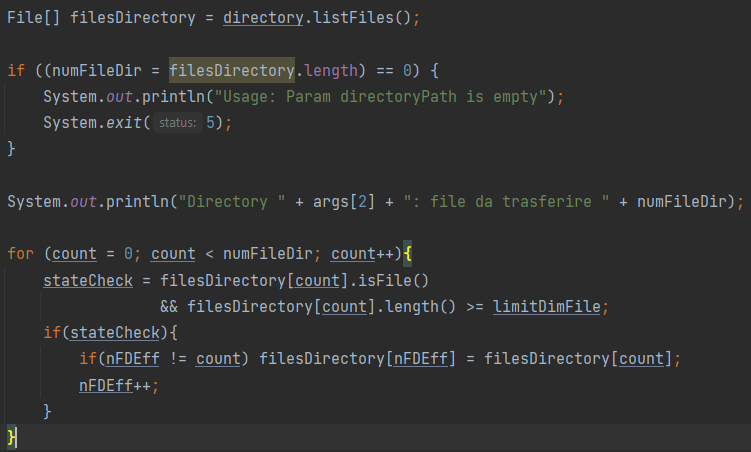 File[] filesDirectory = directory.listFiles();
if ((numFileDir = filesDirectory.length) == 0) {
System.out.println("Usage: Param directoryPath is empty");
System.exit( status: 5);
}
System.out.println("Directory " + args[2] + ": file da trasferire " + numFileDir);
for (count = 0; count < numFileDir; count++){
stateCheck = filesDirectory[count].isFile()
&& filesDirectory[count].length() >= limitDimFile;
if(stateCheck){
if(nFDEff != count) filesDirectory[nFDEff] = filesDirectory[count];
nFDEff++;
}
}